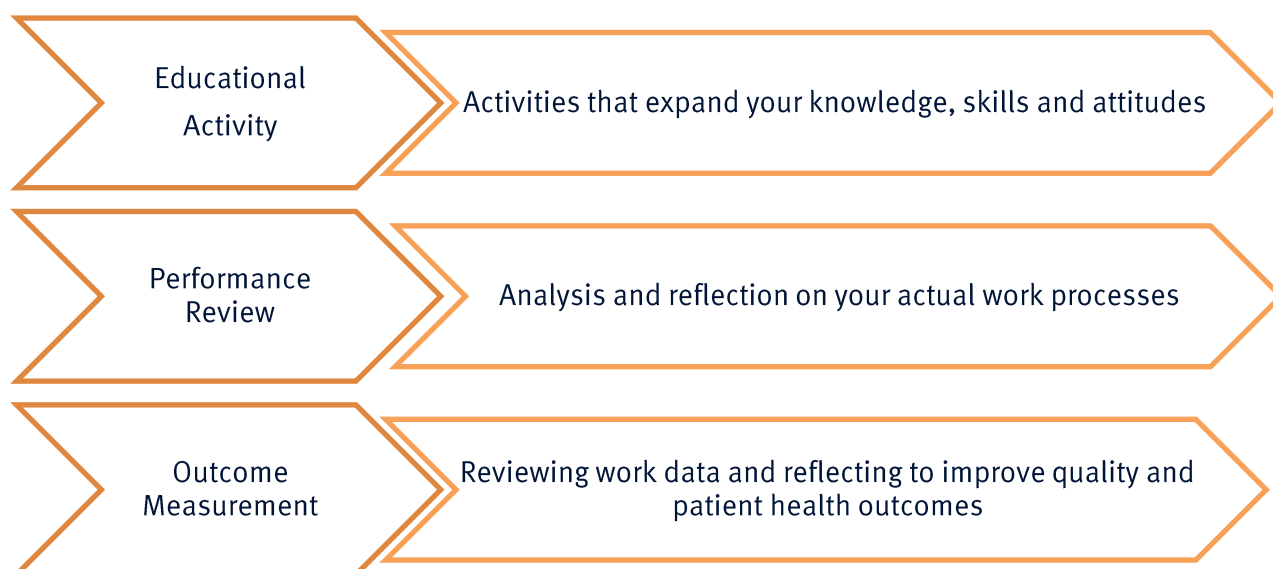 Educational
Activity
Activities that expand your knowledge, skills and attitudes
Performance
Review
Analysis and reflection on your actual work processes
Outcome
Measurement
Reviewing work data and reflecting to improve quality and
patient health outcomes